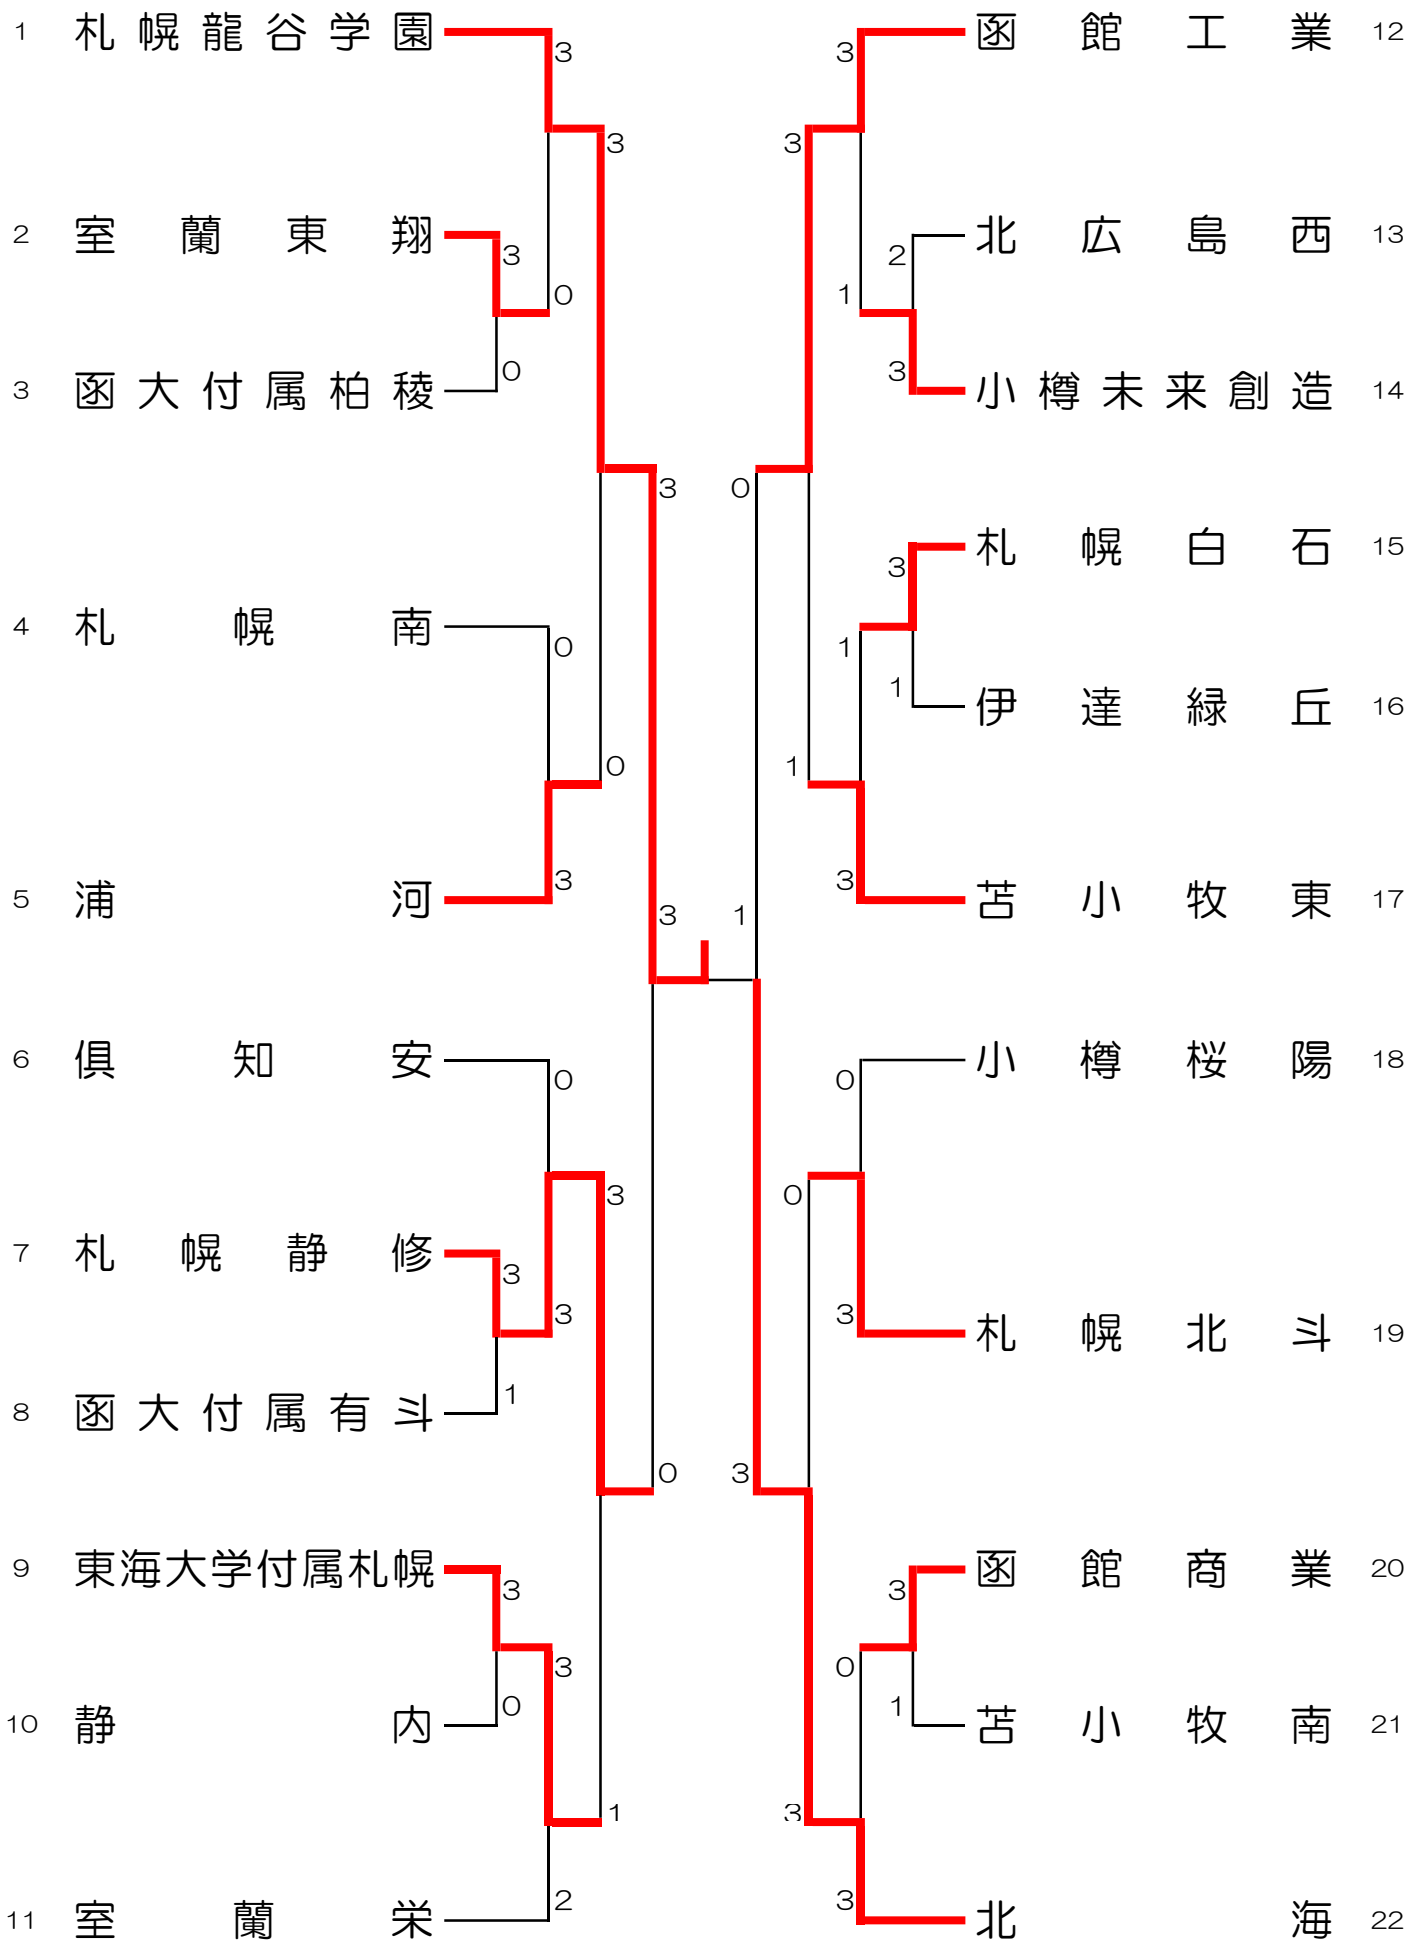 1 札幌龍谷学園
2 室蘭東翔
3 函大付属柏稜
4 札幌南
5 浦河
6 倶知安
7 札幌静修
8 函大付属有斗
9 東海大学付属札幌
10 静内
11 室蘭栄
3
3
3
0
0
3
0
0
3
3
0
3
3
3
1
0
3
3
0
1
2
3
3
2
1
3
0
3
1
1
1
3
1
0
0
3
3
3
0
1
3
3
函館工業 12
北広島西 13
小樽未来創造 14
札幌白石 15
伊達緑丘 16
苫小牧東 17
小樽桜陽 18
札幌北斗 19
函館商業 20
苫小牧南 21
北海 22